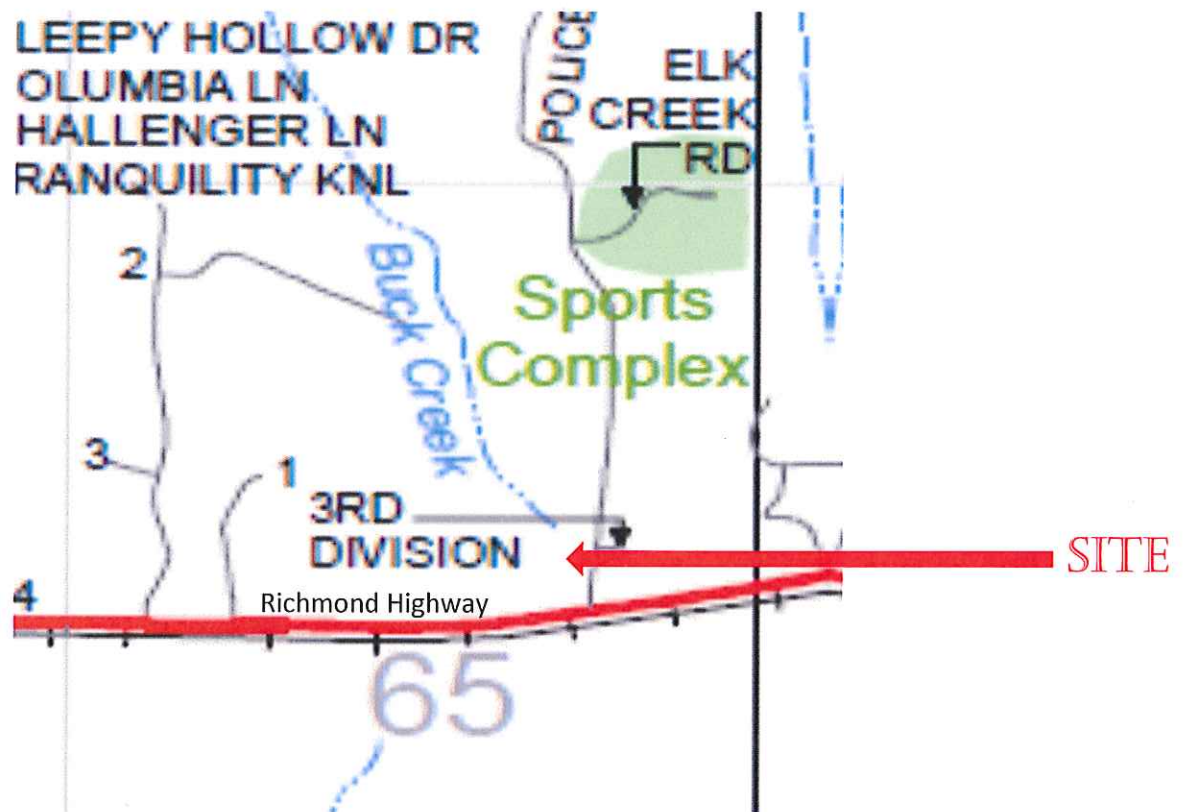 LEEPY HOLLOW DR
OLUMBIA LN
HALLENGER LN
RANQUILITY KNL
POLICE
ELK
CREEK
RD
2
Buck Creek
Sports
Complex
3
1
3RD
DIVISION
SITE
4
Richmond Highway
65